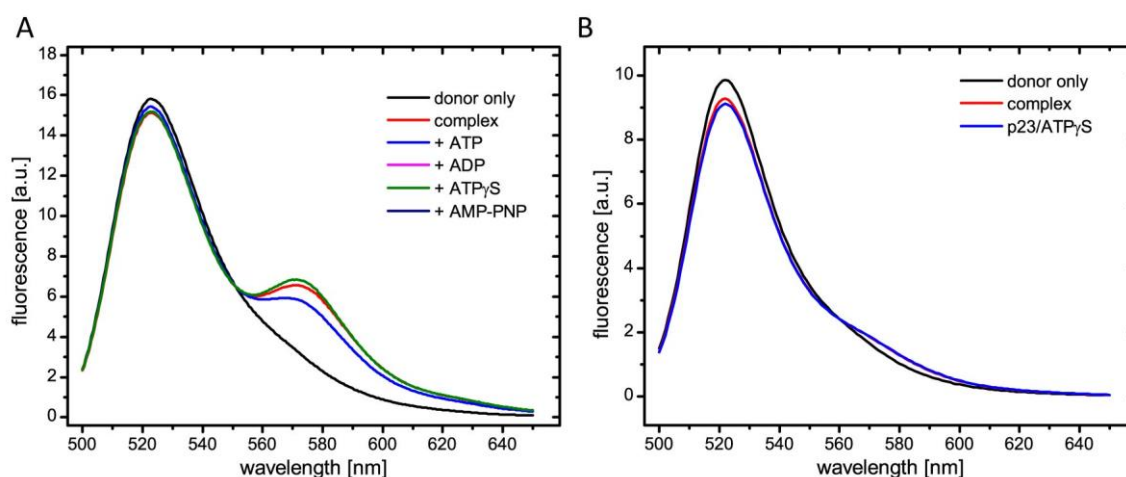 A
fluorescence [a.u.]
18
16
14
12
10
8
6
4
2
0
500 520 540 560 580 600 620 640
wavelength [nm]
donor only
complex
+ ATP
+ ADP
+ ATPγS
+ AMP-PNP
B
fluorescence [a.u.]
10
8
6
4
2
0
500 520 540 560 580 600 620 640
wavelength [nm]
donor only
complex
p23/ATPγS